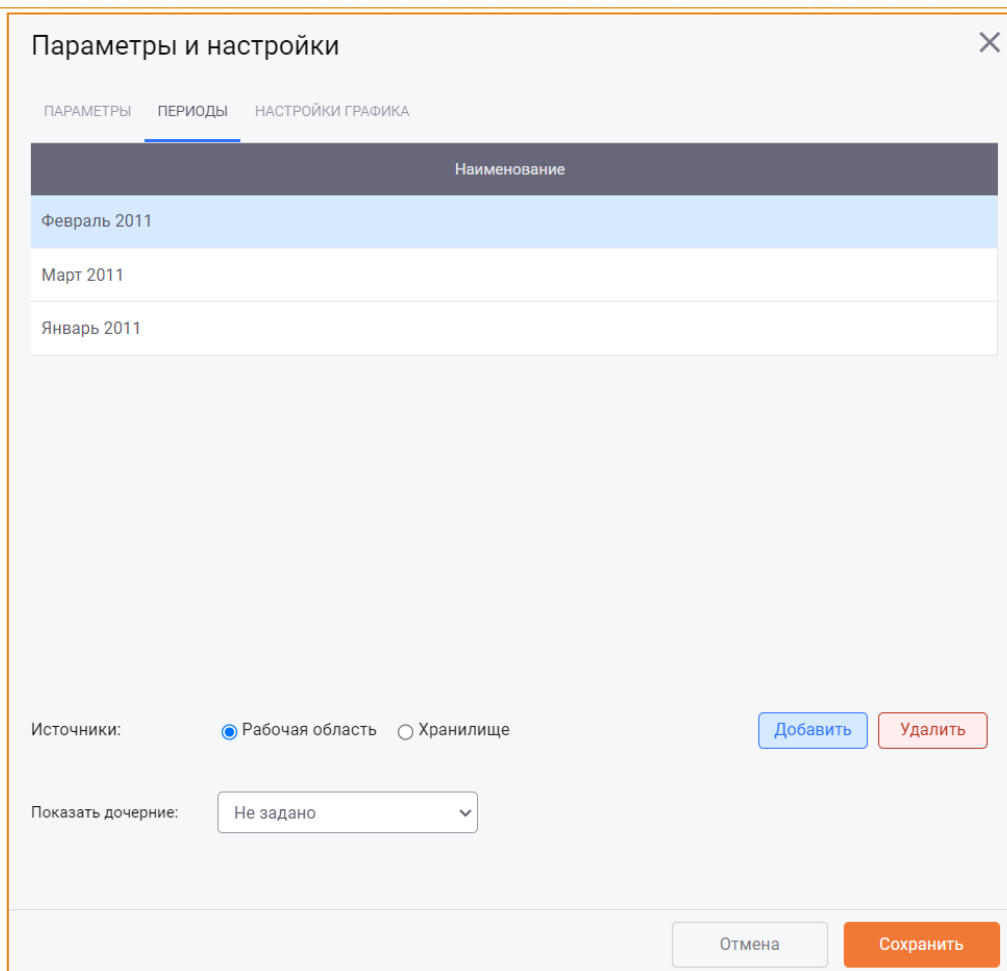 Параметры и настройки
ПАРАМЕТРЫ ПЕРИОДЫ НАСТРОЙКИ ГРАФИКА
Наименование
Февраль 2011
Март 2011
Январь 2011
Источники: Рабочая область Хранилище Добавить Удалить
Показать дочерние: Не задано
Отмена Сохранить